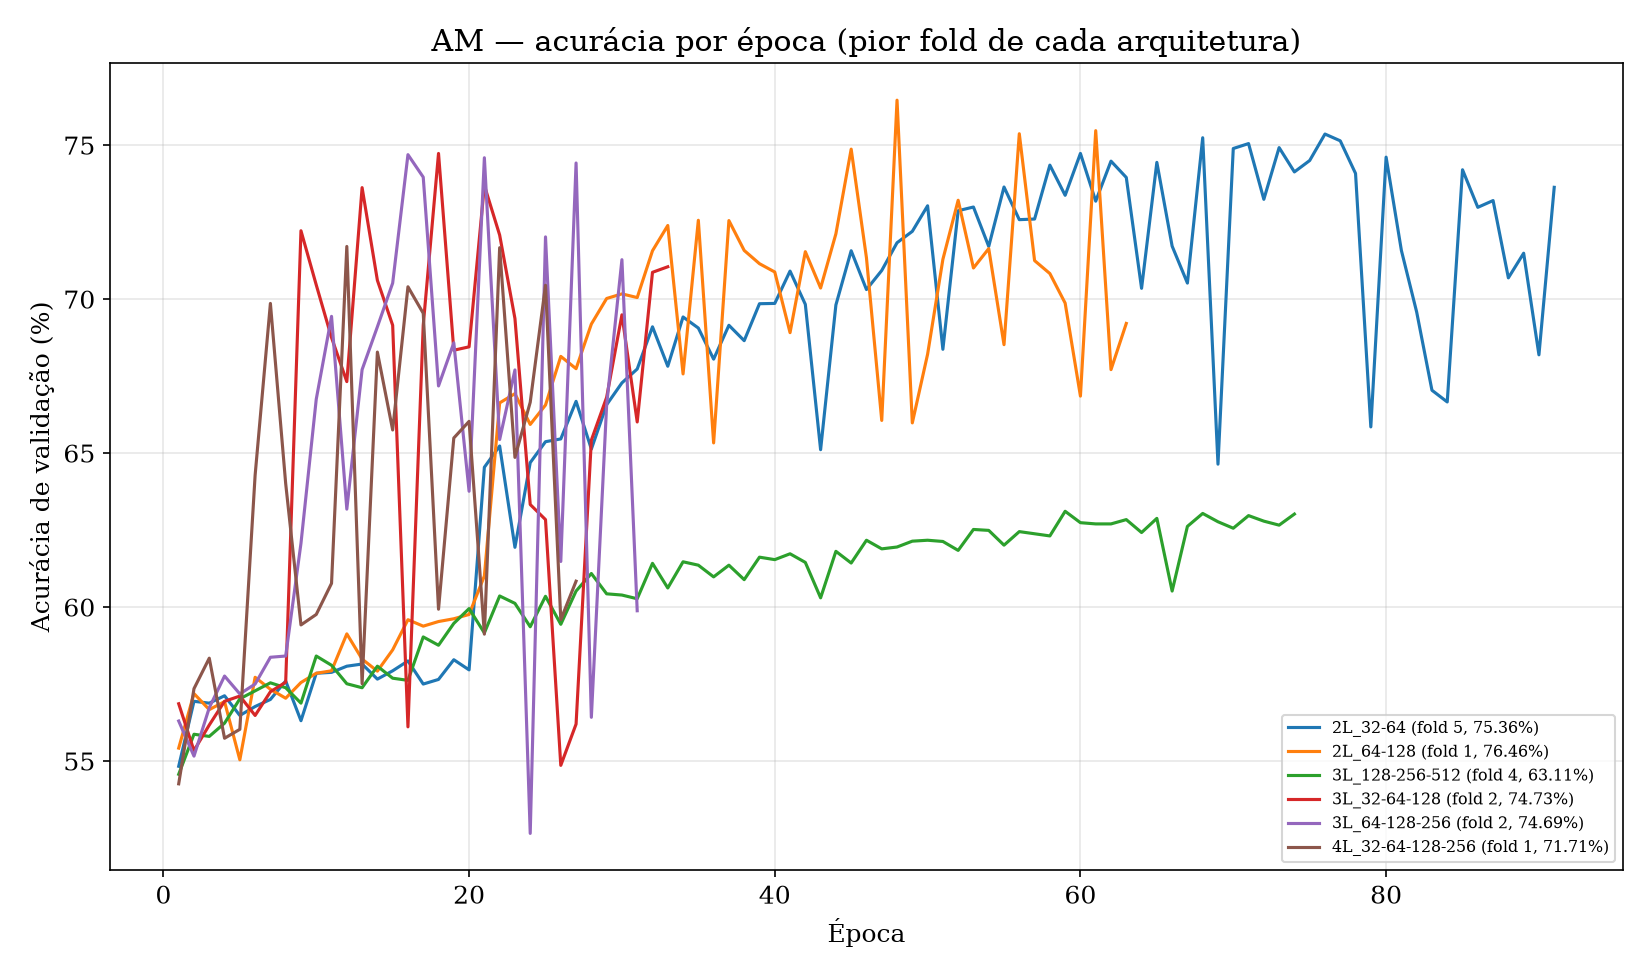 AM — acurácia por época (pior fold de cada arquitetura)
Acurácia de validação (%)
75
70
65
60
55
0
20
40
60
80
Época
2L_32-64 (fold 5, 75.36%)
2L_64-128 (fold 1, 76.46%)
3L_128-256-512 (fold 4, 63.11%)
3L_32-64-128 (fold 2, 74.73%)
3L_64-128-256 (fold 2, 74.69%)
4L_32-64-128-256 (fold 1, 71.71%)